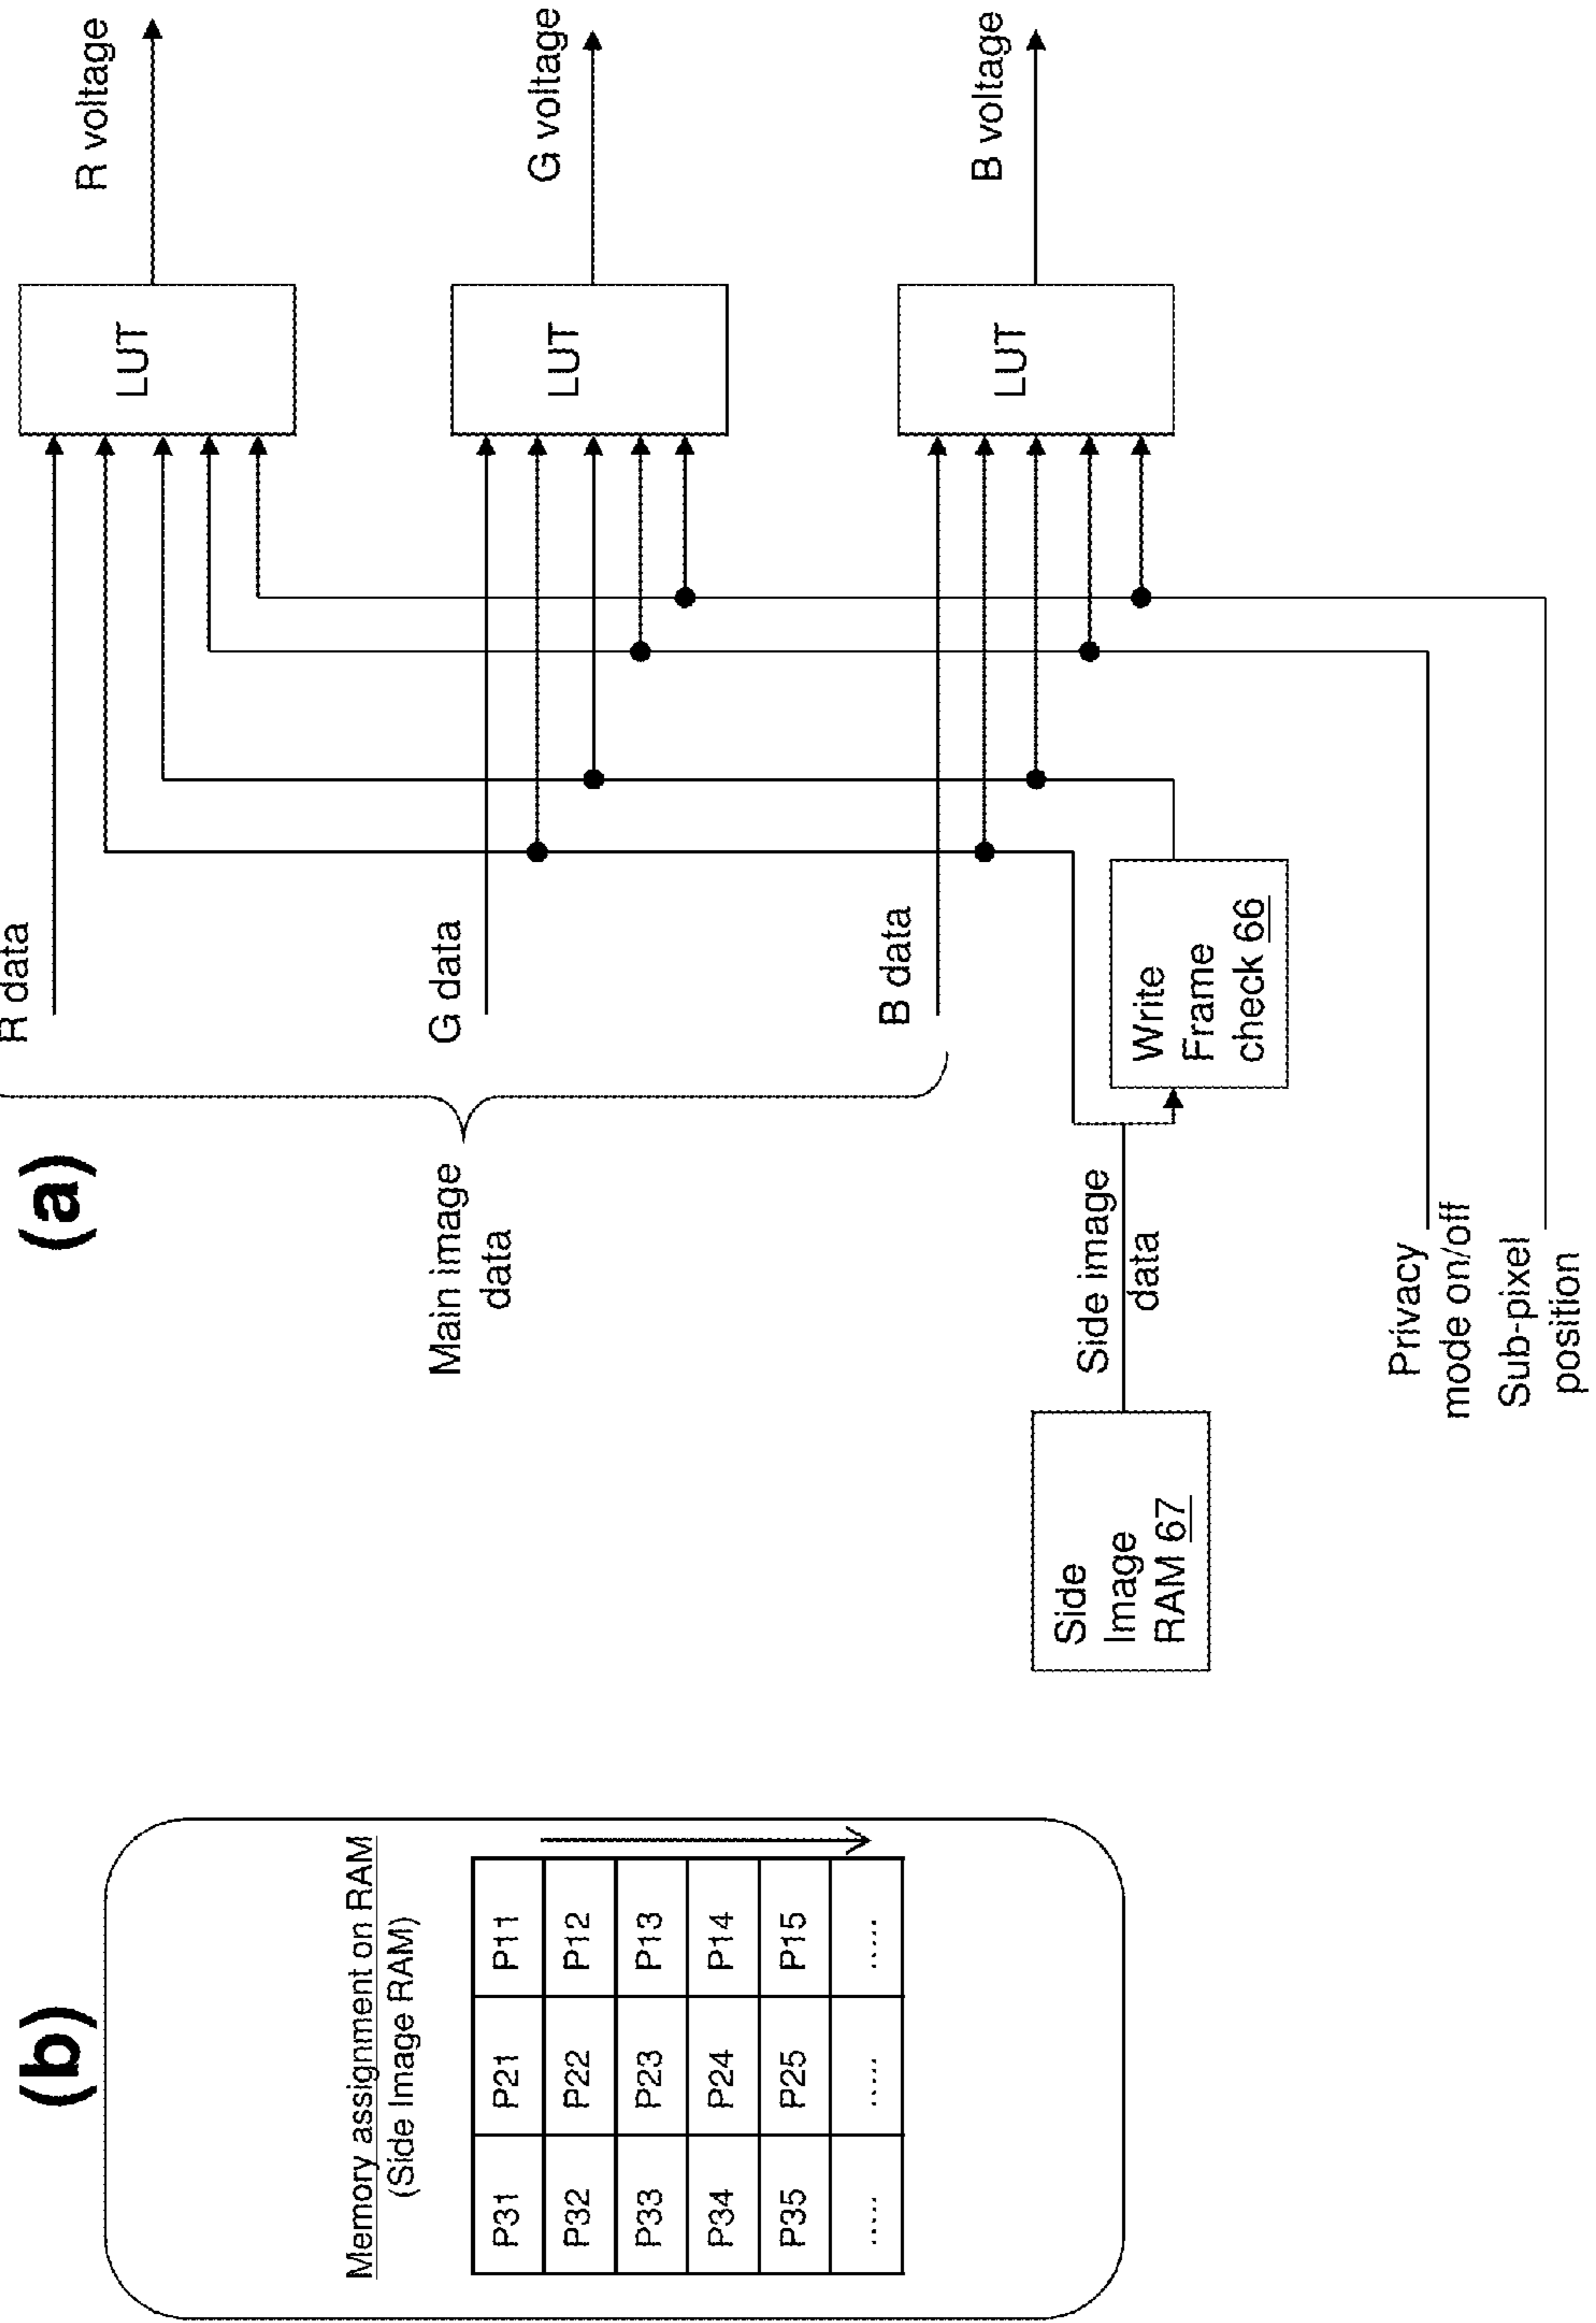 (a)
R data
G data
B data
Main image
data
LUT
LUT
LUT
R voltage
G voltage
B voltage
Side
Image
RAM 67
Side image
data
Write
Frame
check 66
Privacy
mode on/off
Sub-pixel
position
(b)
Memory assignment on RAM
(Side Image RAM)
P31 P21 P11
P32 P22 P12
P33 P23 P13
P34 P24 P14
P35 P25 P15
..... ..... .....